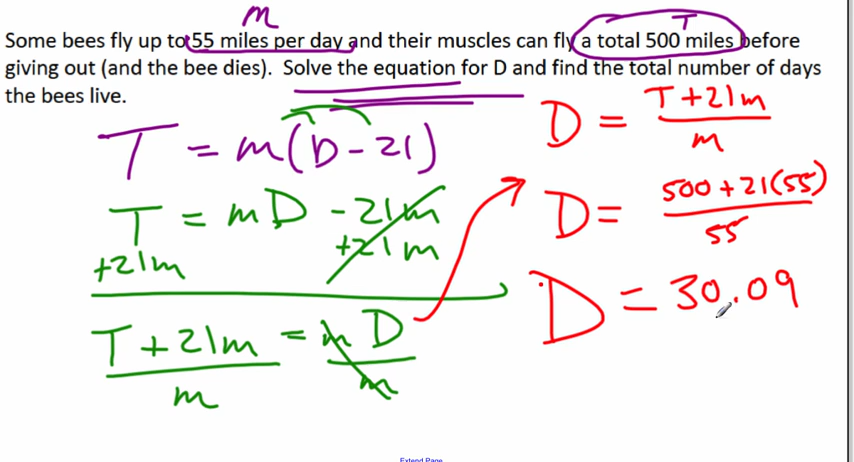 m
T
Some bees fly up to 55 miles per day and their muscles can fly a total 500 miles before
giving out (and the bee dies). Solve the equation for D and find the total number of days
the bees live.
T = m(D - 21)
T = mD - 21m
+21m +21m
T + 21m = m D
m m
D = T + 21m
m
D = 500 + 21(55)
55
D = 30.09
Extend Page